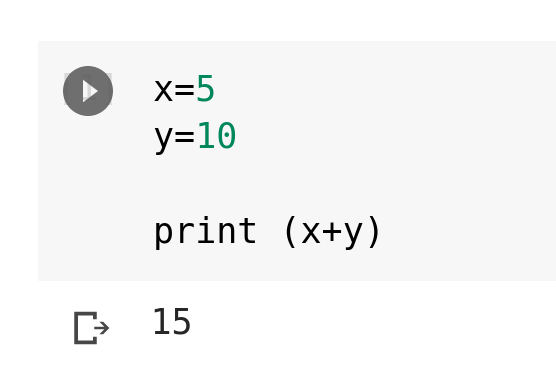 x=5
y=10
print (x+y)
15